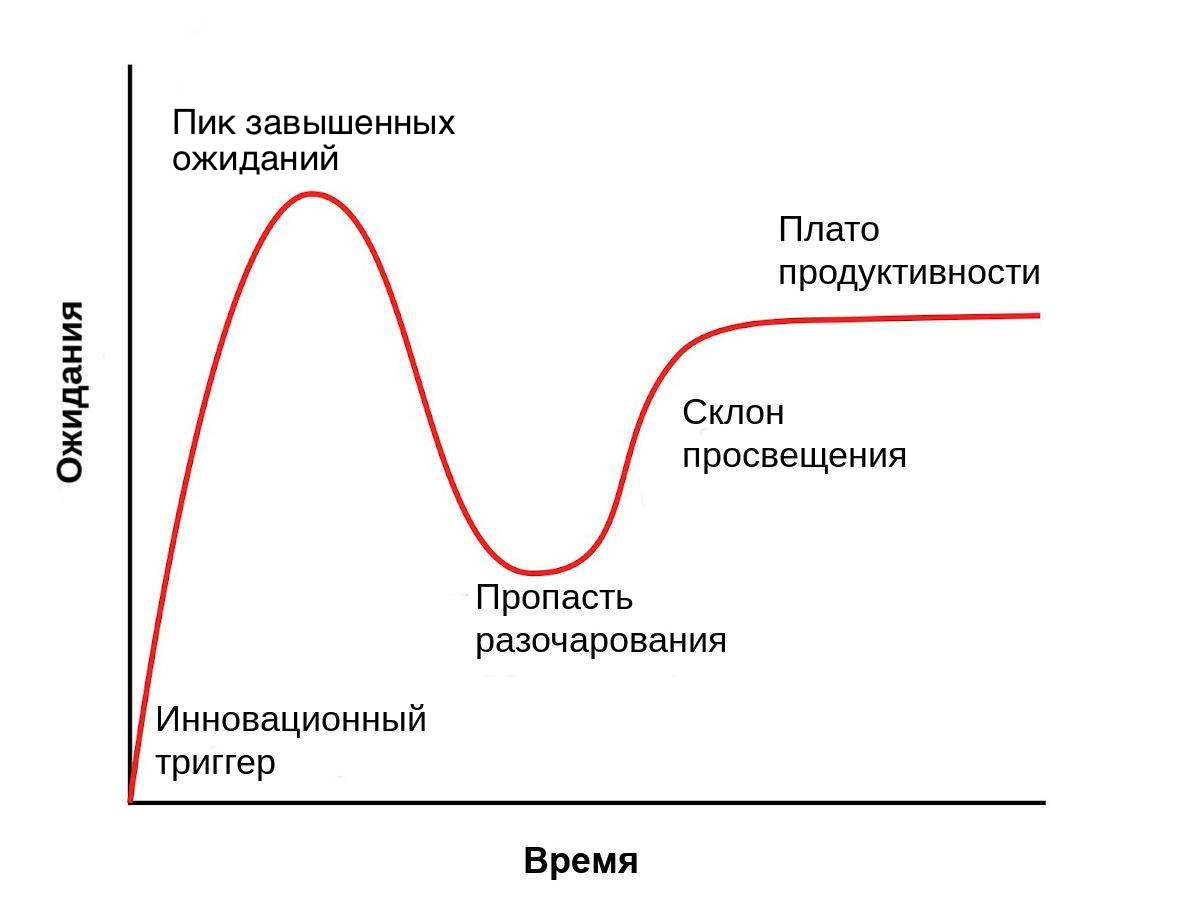 Пик завышенных
ожиданий
Плато
продуктивности
Ожидания
Склон
просвещения
Пропасть
разочарования
Инновационный
триггер
Время